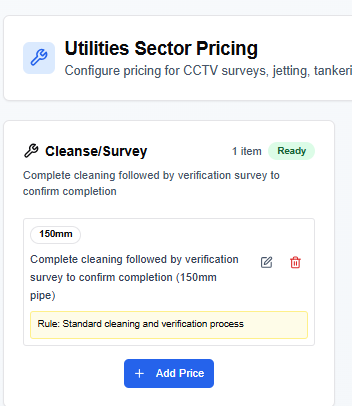 Utilities Sector Pricing
Configure pricing for CCTV surveys, jetting,
Cleanse/Survey
1 item
Ready
Complete cleaning followed by verification survey to
confirm completion
150mm
Complete cleaning followed by verification
survey to confirm completion (150mm
pipe)
Rule: Standard cleaning and verification process
+ Add Price